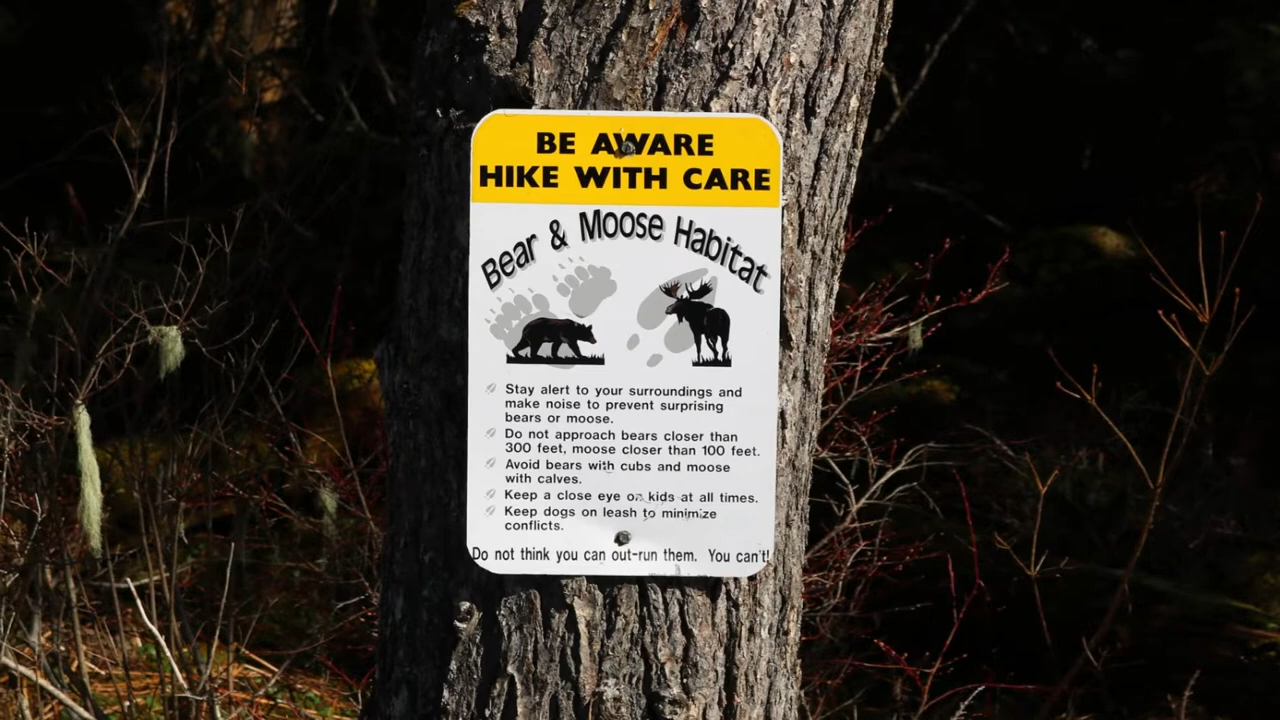 BE AWARE
HIKE WITH CARE
Bear & Moose Habitat
Stay alert to your surroundings and
make noise to prevent surprising
bears or moose.
Do not approach bears closer than
300 feet, moose closer than 100 feet.
Avoid bears with cubs and moose
with calves.
Keep a close eye on kids at all times.
Keep dogs on leash to minimize
conflicts.
Do not think you can out-run them. You can't!